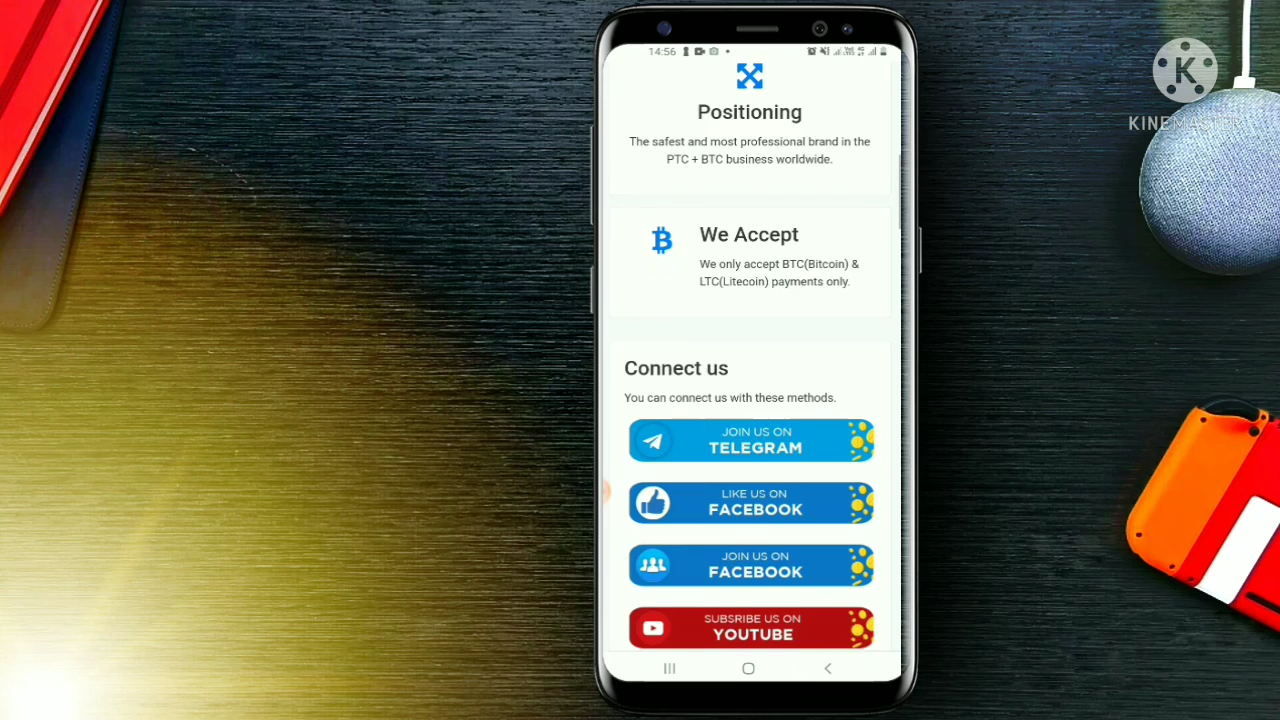 14:56
Positioning
The safest and most professional brand in the
PTC + BTC business worldwide.
We Accept
We only accept BTC(Bitcoin) &
LTC(Litecoin) payments only.
Connect us
You can connect us with these methods.
JOIN US ON
TELEGRAM
LIKE US ON
FACEBOOK
JOIN US ON
FACEBOOK
SUBSRIBE US ON
YOUTUBE
K
KINEMASTER